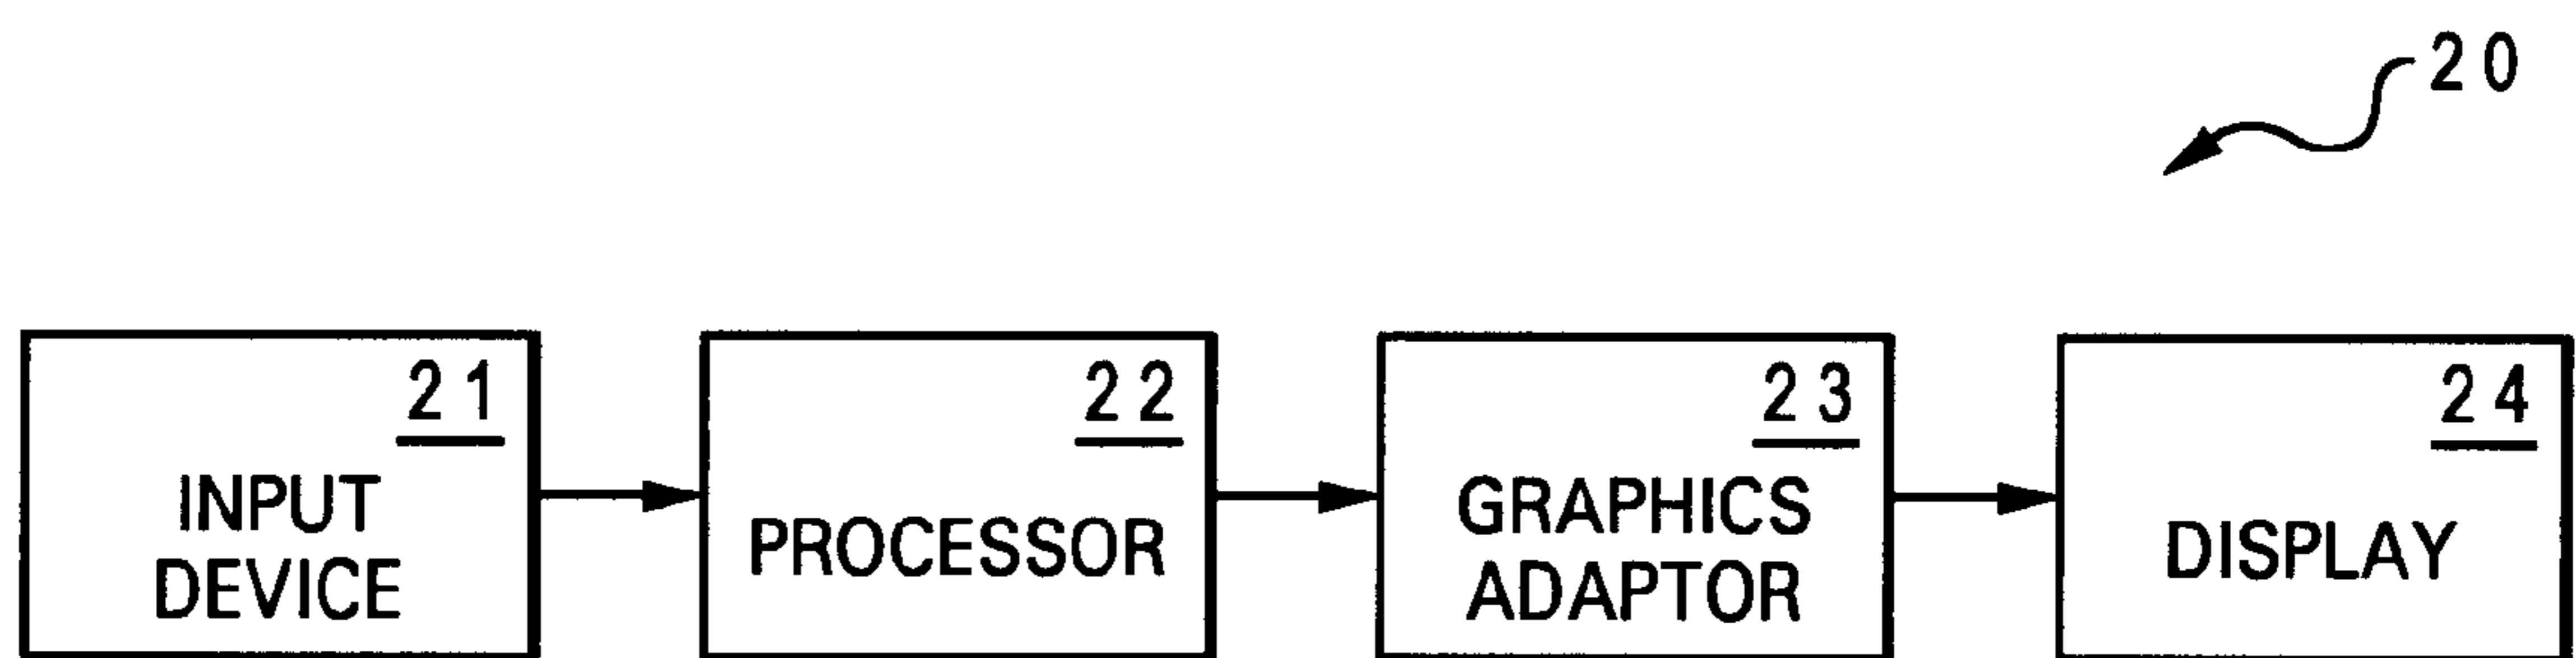 20
21
INPUT
DEVICE
22
PROCESSOR
23
GRAPHICS
ADAPTOR
24
DISPLAY